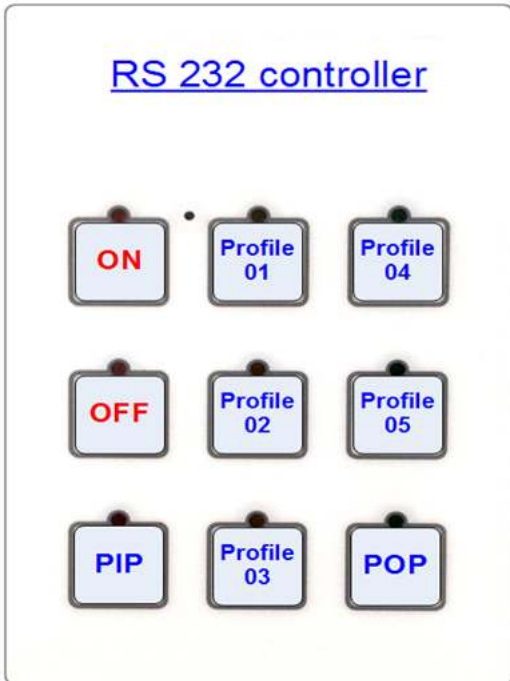 RS 232 controller
ON
Profile
01
Profile
04
OFF
Profile
02
Profile
05
PIP
Profile
03
POP